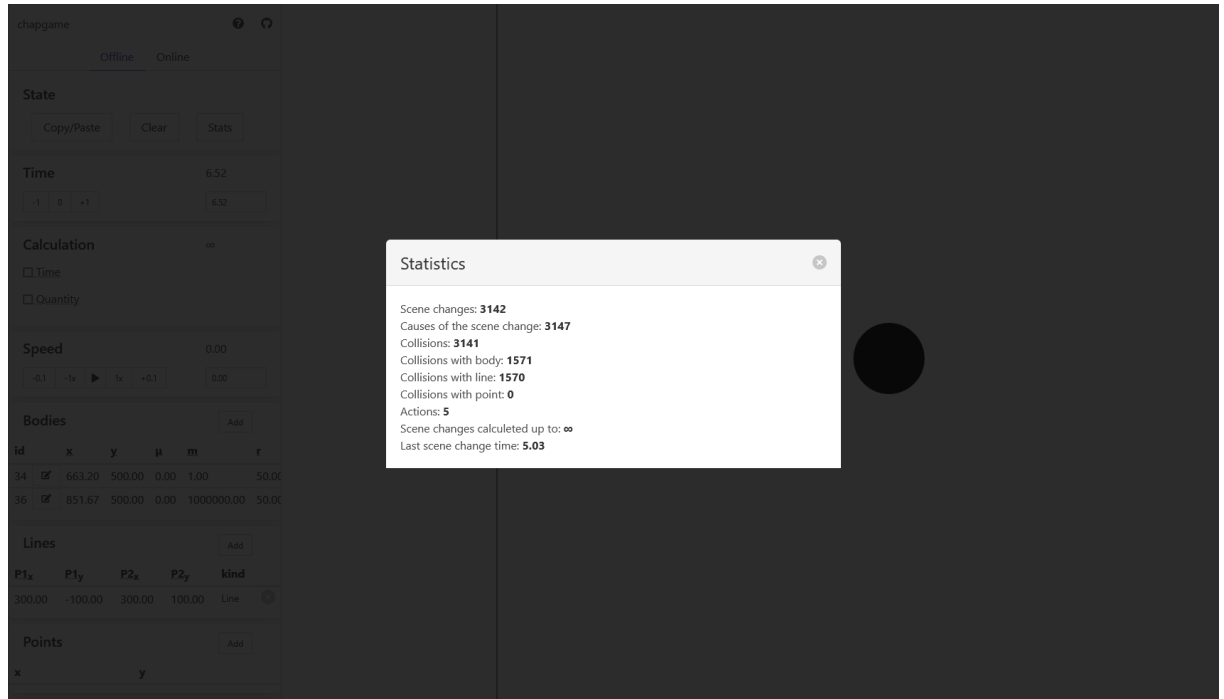 chapgame
Offline Online
State
Copy/Paste Clear Stats
Time 6.52
-1 0 +1 6.52
Calculation ∞
Time
Quantity
Speed 0.00
-0.1 -1x 1x +0.1 0.00
Bodies Add
id x y μ m r
34 663.20 500.00 0.00 1.00 50.00
36 851.67 500.00 0.00 1000000.00 50.00
Lines Add
P1x P1y P2x P2y kind
300.00 -100.00 300.00 100.00 Line
Points Add
x y
Statistics
Scene changes: 3142
Causes of the scene change: 3147
Collisions: 3141
Collisions with body: 1571
Collisions with line: 1570
Collisions with point: 0
Actions: 5
Scene changes calculeted up to: ∞
Last scene change time: 5.03